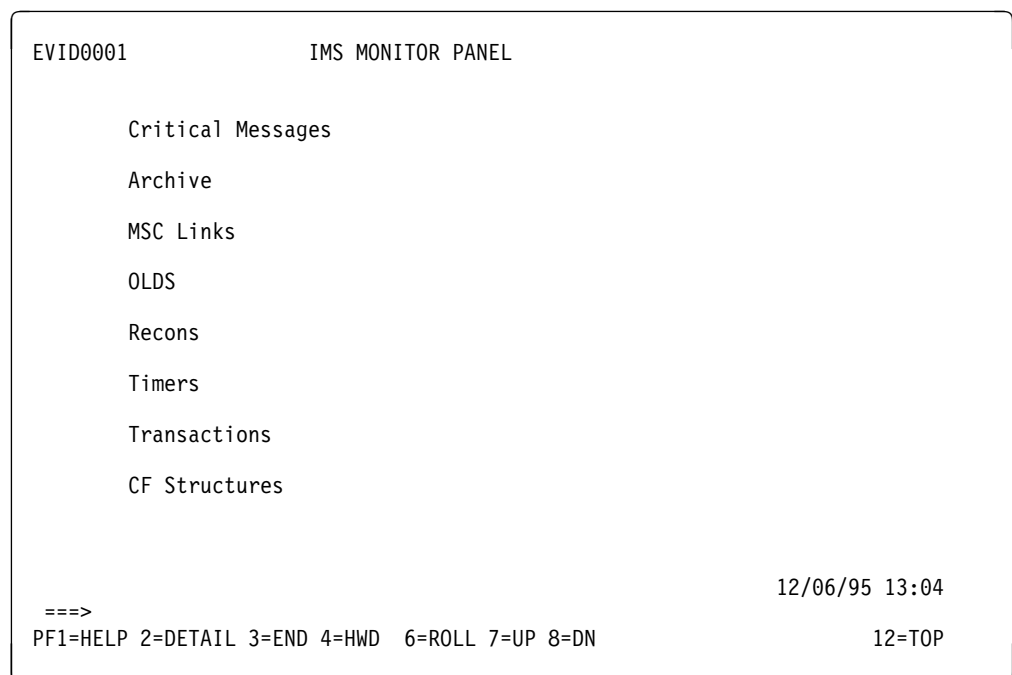 EVID0001 IMS MONITOR PANEL
Critical Messages
Archive
MSC Links
OLDS
Recons
Timers
Transactions
CF Structures
12/06/95 13:04
===>
PF1=HELP 2=DETAIL 3=END 4=HWD 6=ROLL 7=UP 8=DN 12=TOP